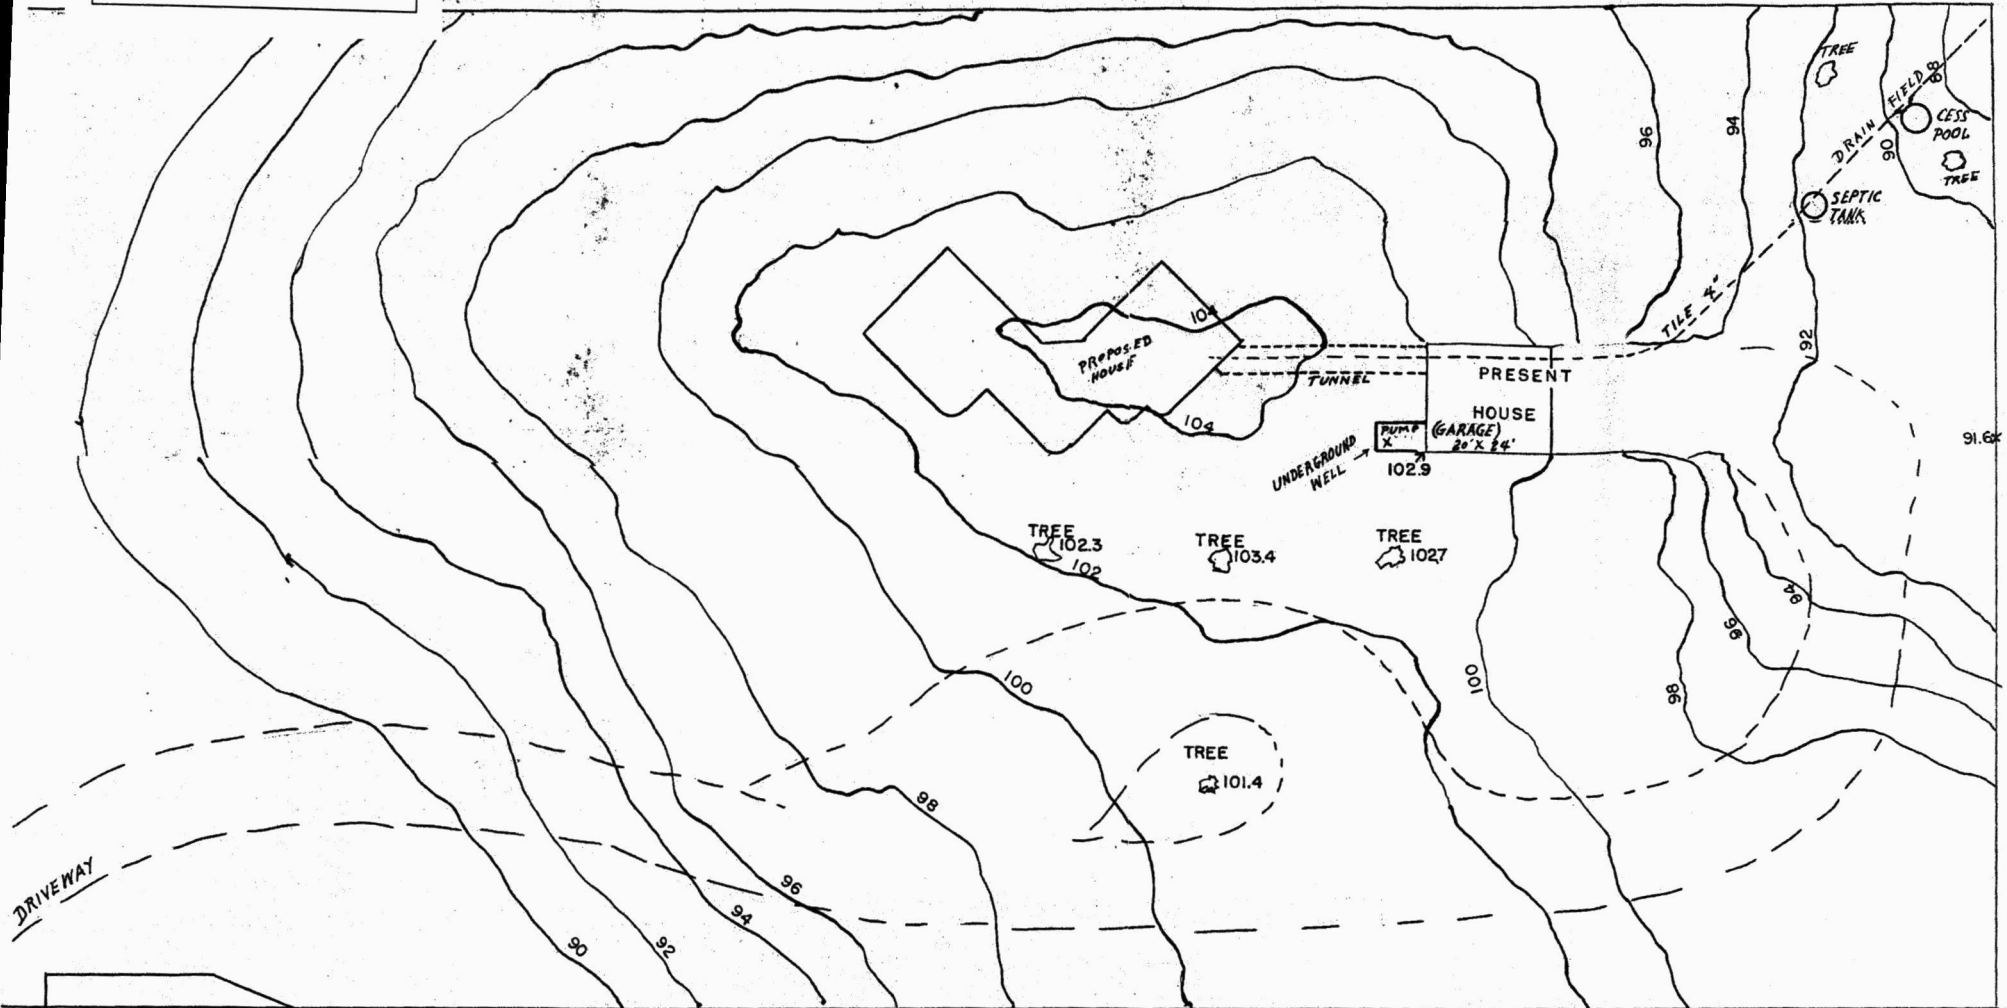 TREE
88
FIELD
CESS
POOL
96
94
DRAIN
90
TREE
SEPTIC
TANK
TILE 4"
104
92
PROPOSED
HOUSE
TUNNEL
PRESENT
HOUSE
(GARAGE)
20' X 24'
PUMP
X
104
91.6x
UNDERGROUND
WELL
102.9
TREE
102.3
102
TREE
103.4
TREE
102.7
94
96
100
100
98
TREE
101.4
98
DRIVEWAY
96
94
92
90